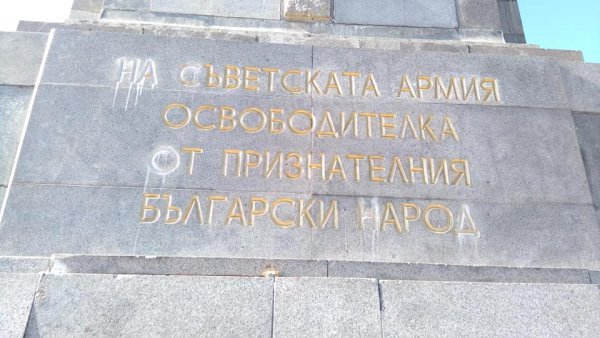 НА СЪВЕТСКАТА АРМИЯ
ОСВОБОДИТЕЛКА
ОТ ПРИЗНАТЕЛНИЯ
БЪЛГАРСКИ НАРОД